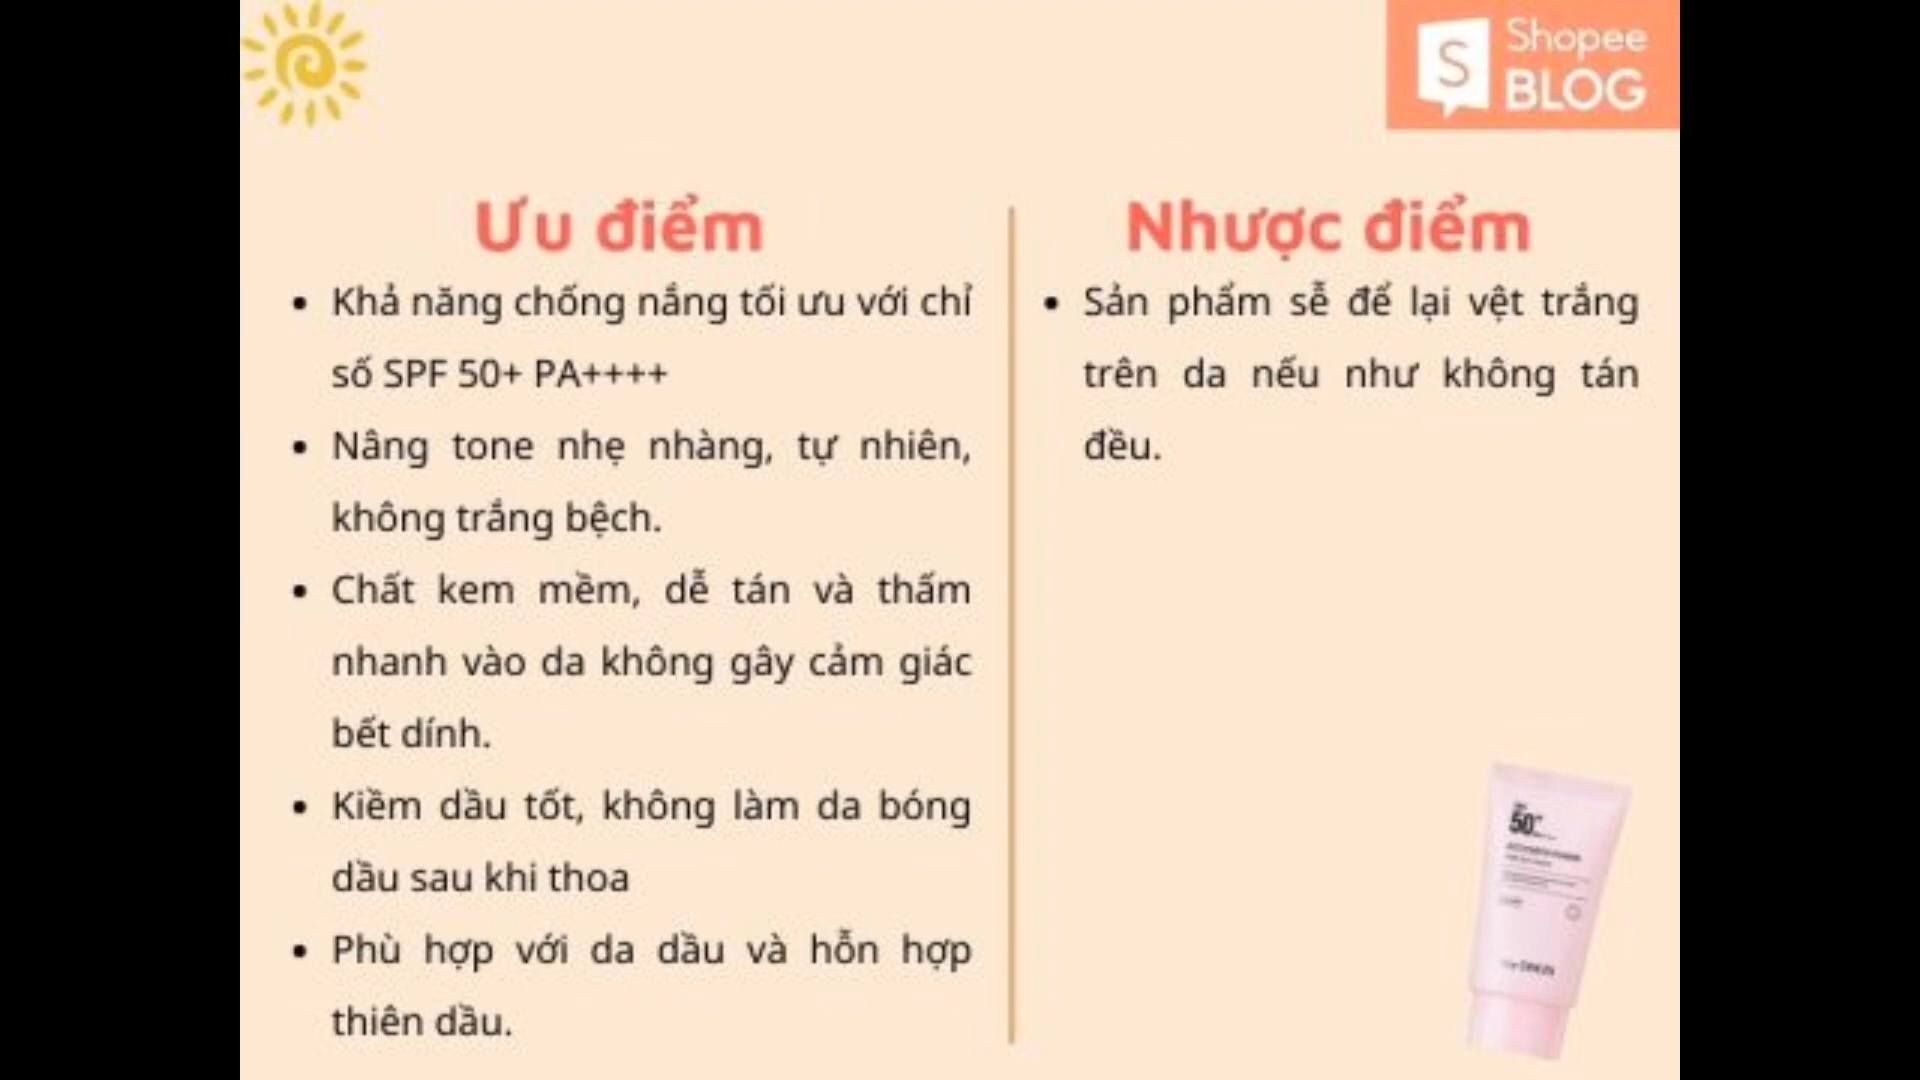 Shopee
BLOG
Ưu điểm
• Khả năng chống nắng tối ưu với chỉ
số SPF 50+ PA++++
• Nâng tone nhẹ nhàng, tự nhiên,
không trắng bệch.
• Chất kem mềm, dễ tán và thấm
nhanh vào da không gây cảm giác
bết dính.
• Kiềm dầu tốt, không làm da bóng
dầu sau khi thoa
• Phù hợp với da dầu và hỗn hợp
thiên dầu.
Nhược điểm
• Sản phẩm sễ để lại vệt trắng
trên da nếu như không tán
đều.
50+